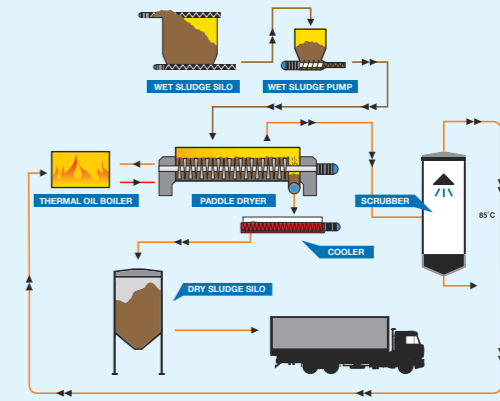 WET SLUDGE SILO
WET SLUDGE PUMP
THERMAL OIL BOILER
PADDLE DRYER
SCRUBBER
85°C
COOLER
DRY SLUDGE SILO